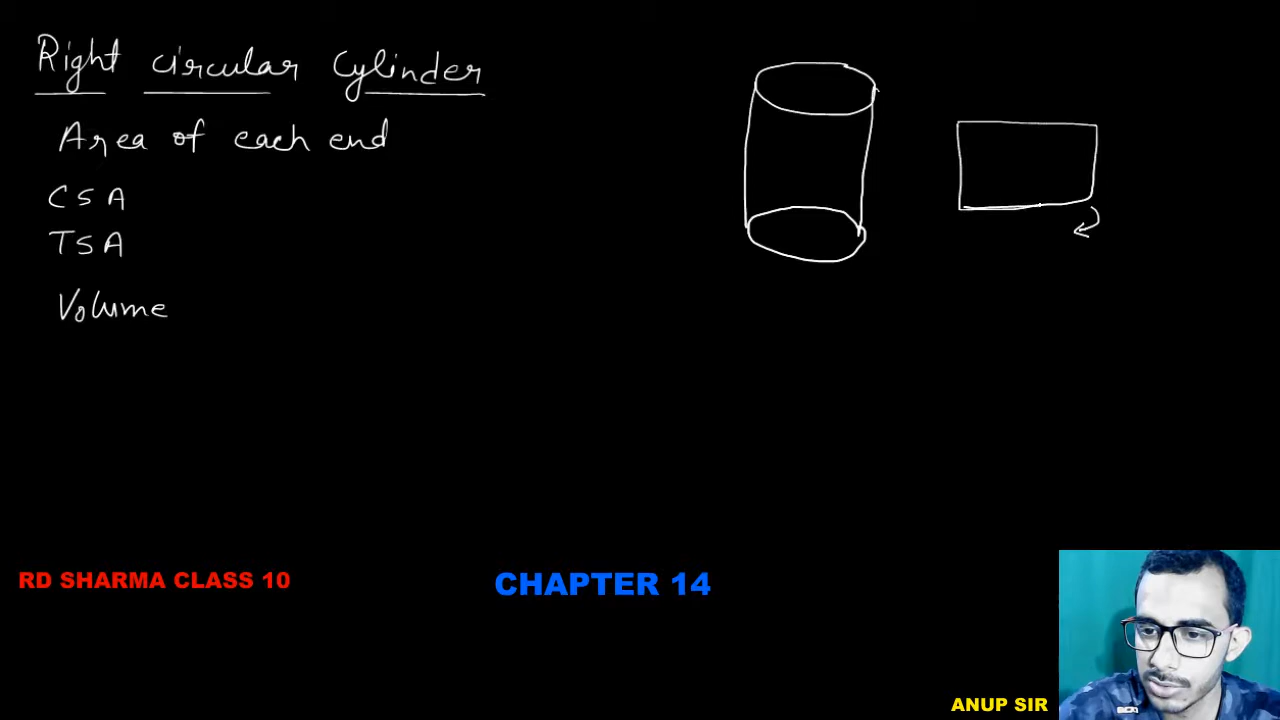 Right circular Cylinder
Area of each end
CSA
TSA
Volume
RD SHARMA CLASS 10
CHAPTER 14
ANUP SIR